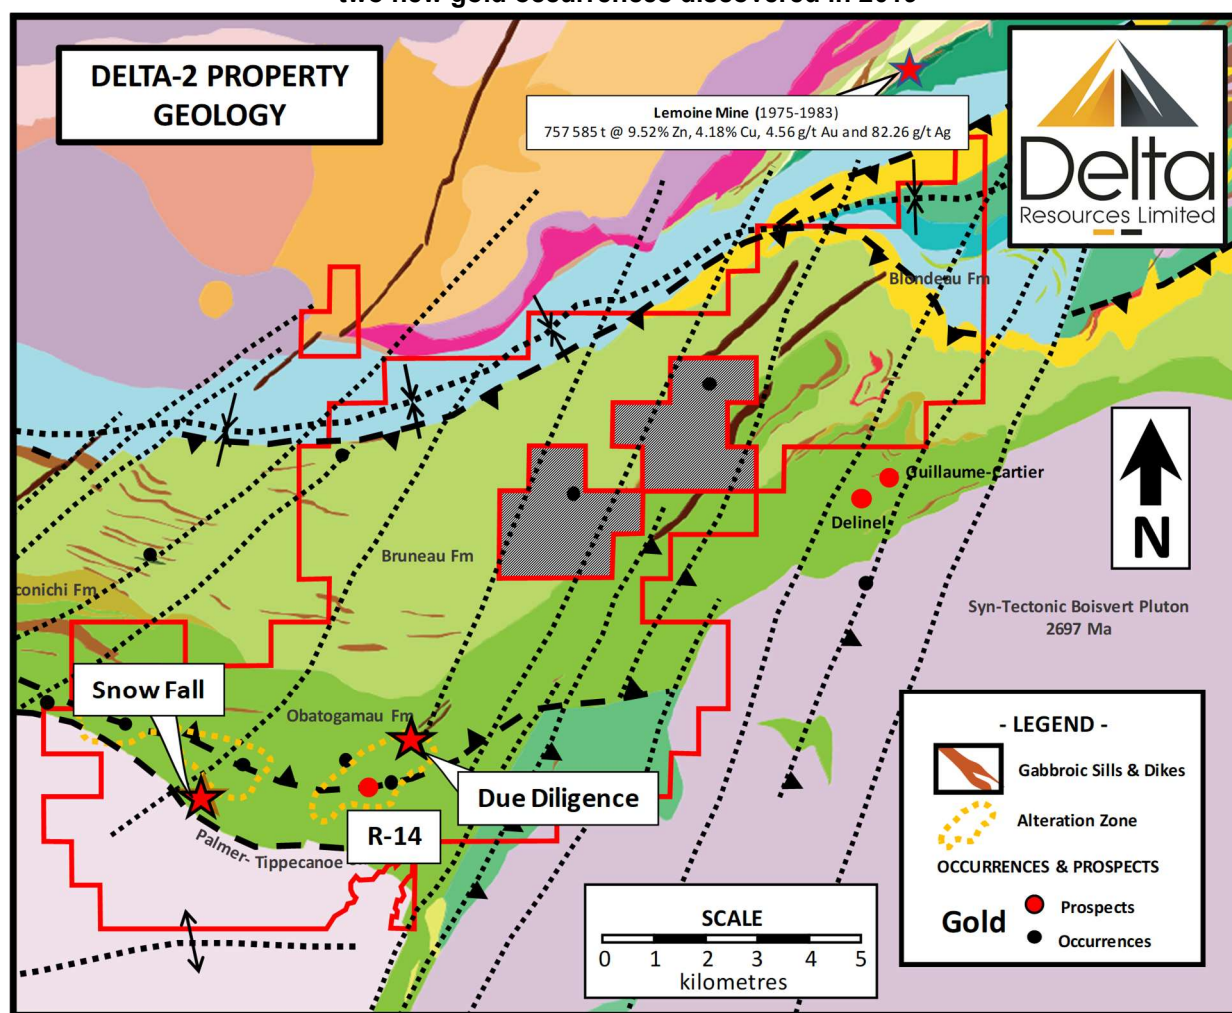 DELTA-2 PROPERTY
GEOLOGY
Lemoine Mine (1975-1983)
757 585 t @ 9.52% Zn, 4.18% Cu, 4.56 g/t Au and 82.26 g/t Ag
Delta
Resources Limited
Blondeau Fm
Guillaume-Cartier
Delinel
Bruneau Fm
conichi Fm
N
Syn-Tectonic Boisvert Pluton
2697 Ma
Snow Fall
Obatogamau Fm
Due Diligence
R-14
Palmer- Tippecanoe
- LEGEND -
Gabbroic Sills & Dikes
Alteration Zone
OCCURRENCES & PROSPECTS
Gold
Prospects
Occurrences
SCALE
0 1 2 3 4 5
kilometres